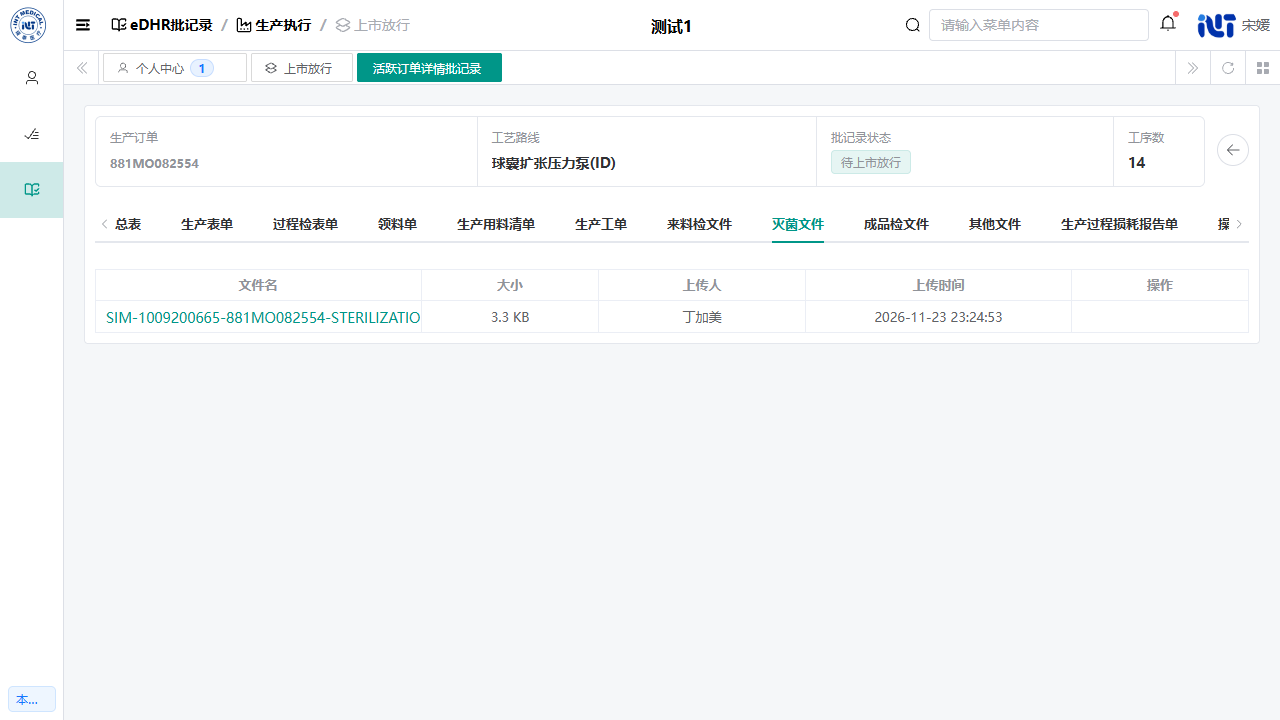 eDHR批记录 / 生产执行 / 上市放行
测试1
请输入菜单内容
宋媛
个人中心 1
上市放行
活跃订单详情批记录
生产订单
881MO082554
工艺路线
球囊扩张压力泵(ID)
批记录状态
待上市放行
工序数
14
总表 生产表单 过程检表单 领料单 生产用料清单 生产工单 来料检文件 灭菌文件 成品检文件 其他文件 生产过程损耗报告单 操
文件名 大小 上传人 上传时间 操作
SIM-1009200665-881MO082554-STERILIZATIO 3.3 KB 丁加美 2026-11-23 23:24:53
本...